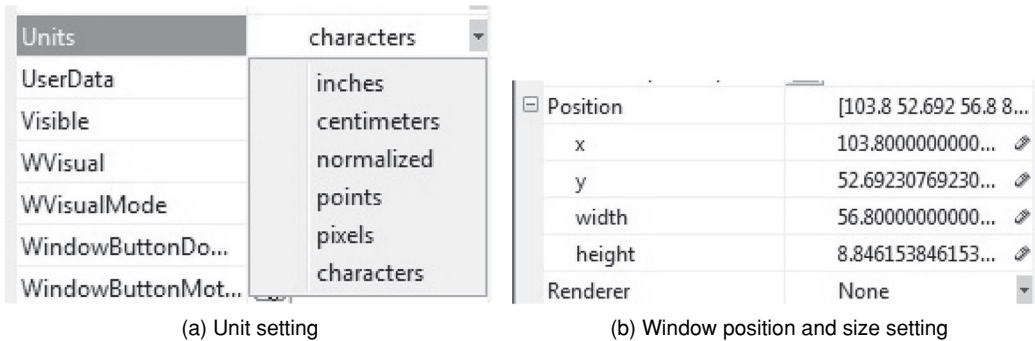 Units characters
UserData
inches
Visible
centimeters
WVisual
normalized
WVisualMode
points
WindowButtonDo...
pixels
WindowButtonMot...
characters
(a) Unit setting
Position [103.8 52.692 56.8 8...
x 103.8000000000...
y 52.69230769230...
width 56.80000000000...
height 8.846153846153...
Renderer None
(b) Window position and size setting